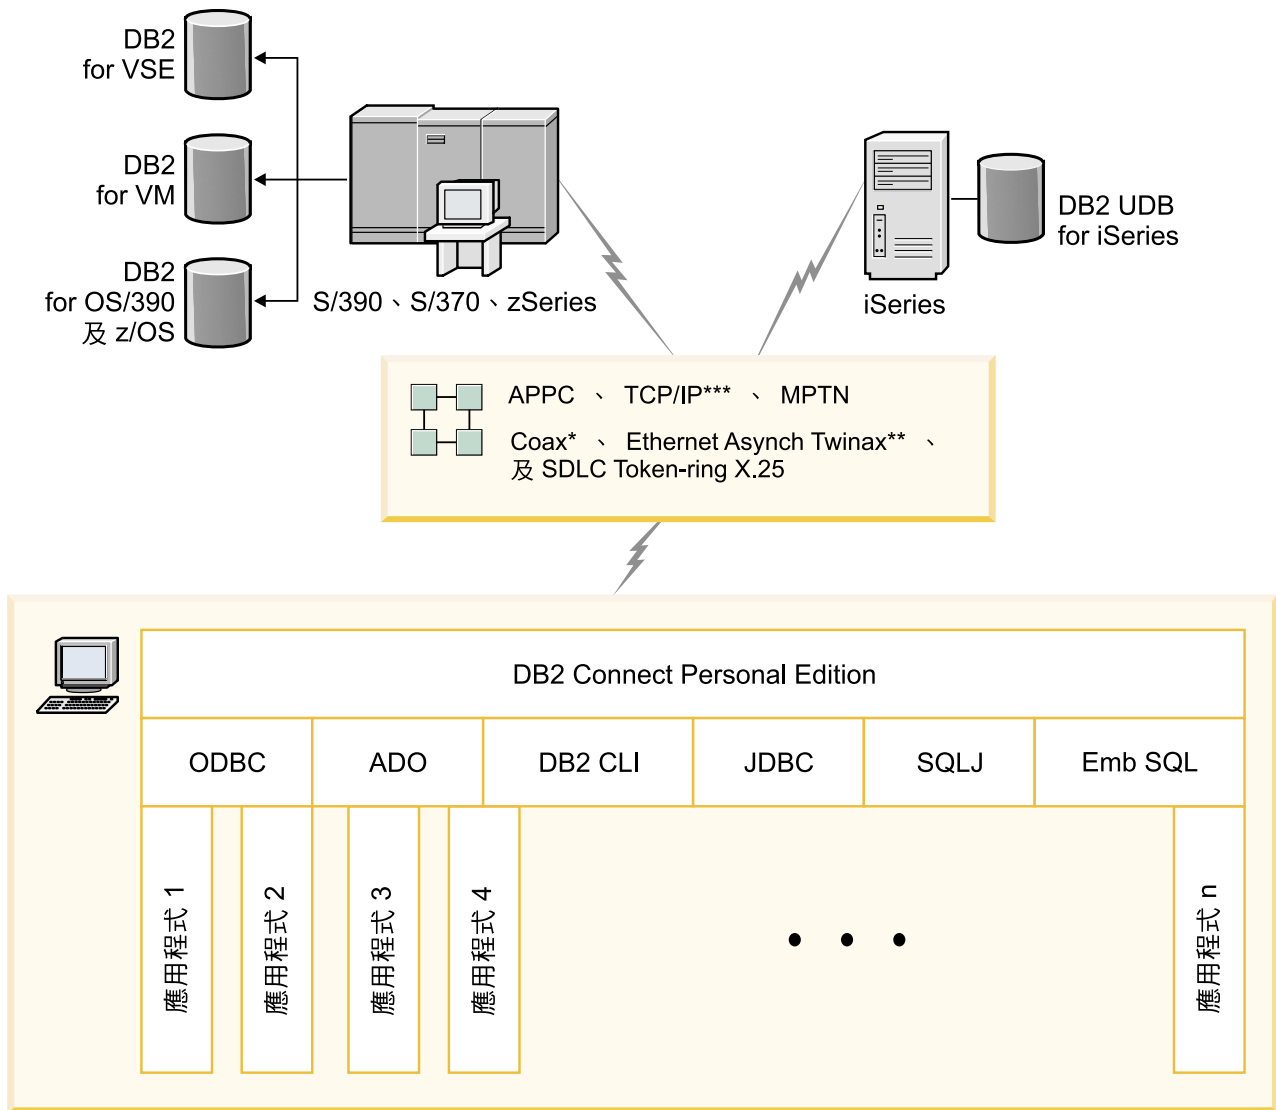 DB2
for VSE
DB2
for VM
DB2
for OS/390
及 z/OS
S/390、S/370、zSeries
iSeries
DB2 UDB
for iSeries
APPC 、 TCP/IP*** 、 MPTN
Coax* 、 Ethernet Asynch Twinax** 、
及 SDLC Token-ring X.25
DB2 Connect Personal Edition
ODBC
ADO
DB2 CLI
JDBC
SQLJ
Emb SQL
應用程式 1
應用程式 2
應用程式 3
應用程式 4
應用程式 n